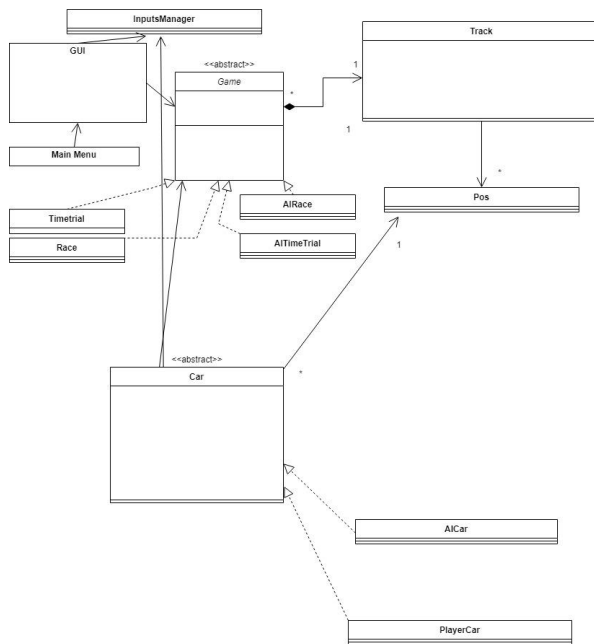 InputsManager
GUI
Track
<<abstract>>
Game
1
*
1
Main Menu
*
AIRace
Pos
Timetrial
Race
AITimeTrial
1
<<abstract>>
Car
*
AICar
PlayerCar